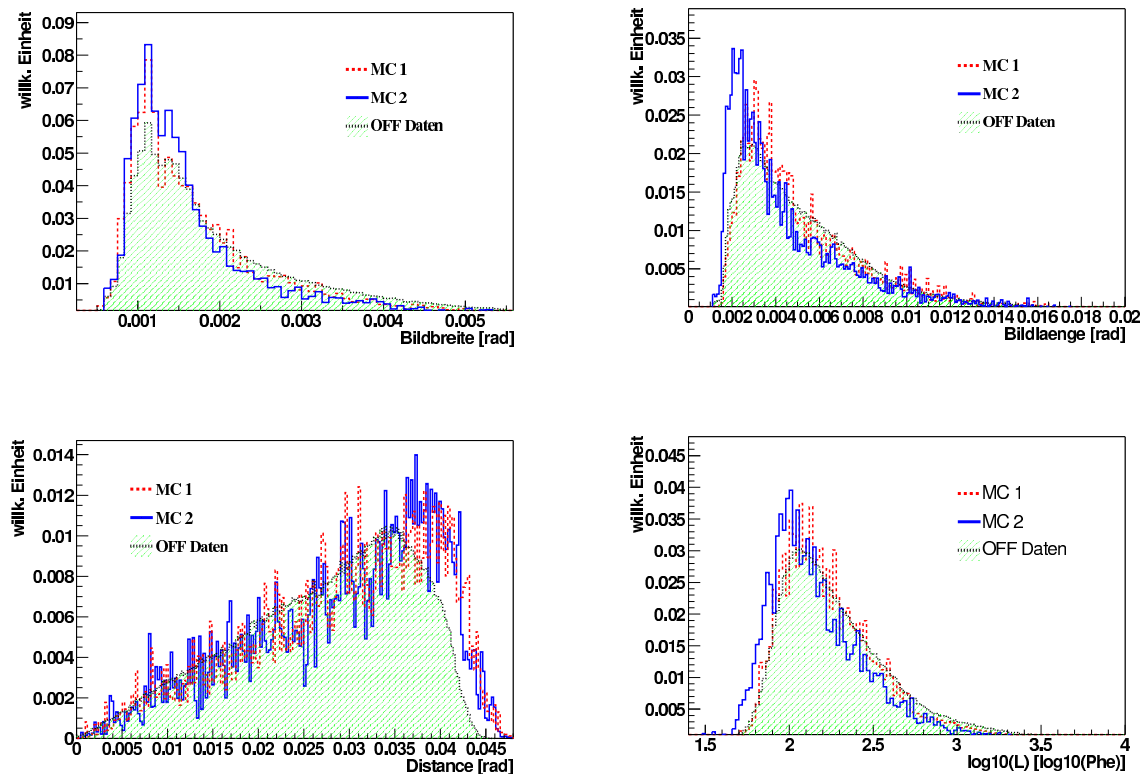 willk. Einheit
0.09
0.08
0.07
0.06
0.05
0.04
0.03
0.02
0.01
MC 1
MC 2
OFF Daten
0.001 0.002 0.003 0.004 0.005
Bildbreite [rad]
willk. Einheit
0.035
0.03
0.025
0.02
0.015
0.01
0.005
MC 1
MC 2
OFF Daten
0 0.002 0.004 0.006 0.008 0.01 0.012 0.014 0.016 0.018 0.02
Bildlaenge [rad]
willk. Einheit
0.014
0.012
0.01
0.008
0.006
0.004
0.002
0
MC 1
MC 2
OFF Daten
0 0.005 0.01 0.015 0.02 0.025 0.03 0.035 0.04 0.045
Distance [rad]
willk. Einheit
0.045
0.04
0.035
0.03
0.025
0.02
0.015
0.01
0.005
MC 1
MC 2
OFF Daten
1.5 2 2.5 3 3.5 4
log10(L) [log10(Phe)]